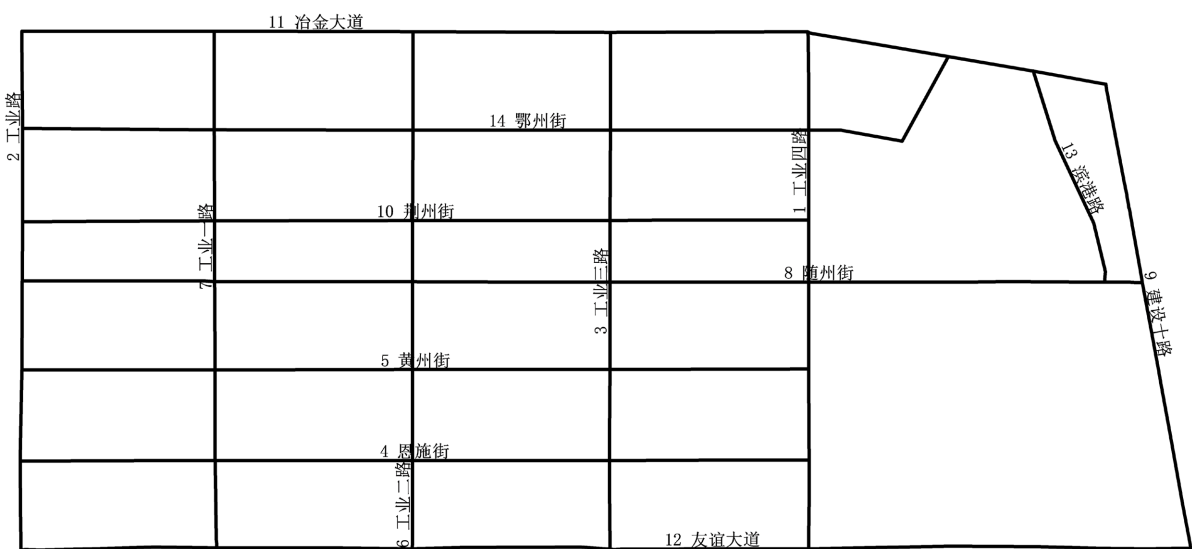 11 冶金大道
2 工业路
14 鄂州街
1 工业四路
13 滨港路
10 荆州街
7 工业一路
3 工业三路
8 随州街
9 建设十路
5 黄州街
4 恩施街
6 工业二路
12 友谊大道